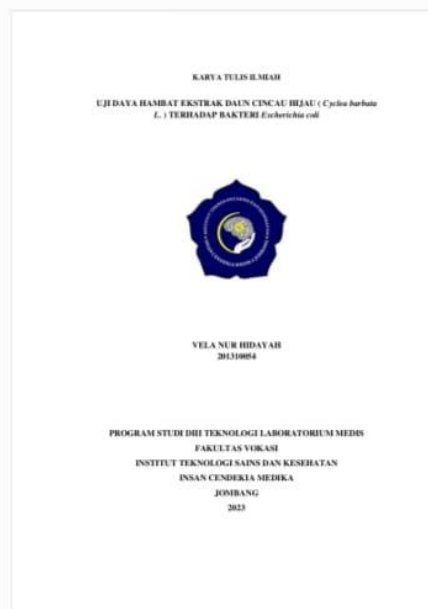 KARYA TULIS ILMIAH
UJI DAYA HAMBAT EKSTRAK DAUN CINCAU HIJAU ( Cyclea barbata
L. ) TERHADAP BAKTERI Escherichia coli
VELA NUR HIDAYAH
201310054
PROGRAM STUDI DIII TEKNOLOGI LABORATORIUM MEDIS
FAKULTAS VOKASI
INSTITUT TEKNOLOGI SAINS DAN KESEHATAN
INSAN CENDEKIA MEDIKA
JOMBANG
2023